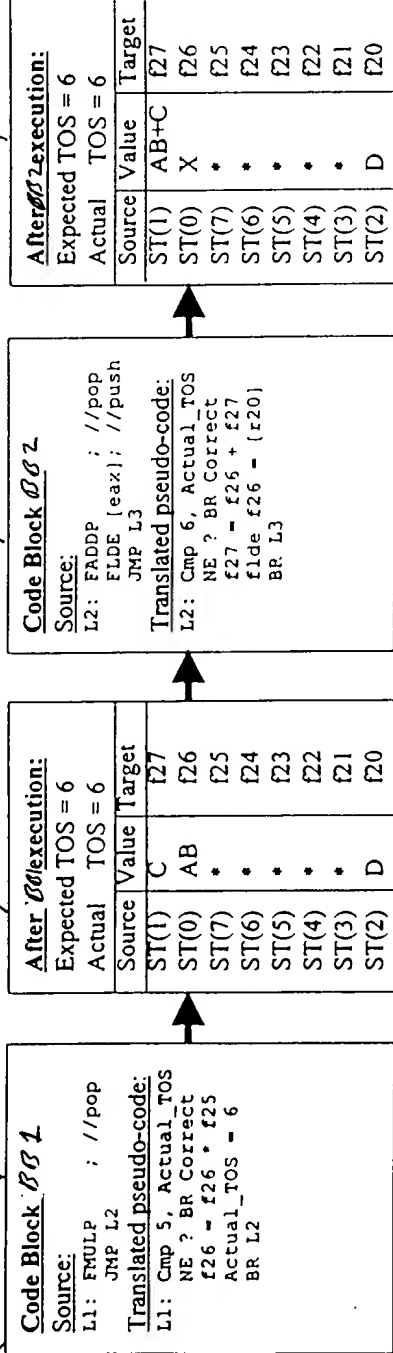 Code Block BB1
Source:
L1: FMULP ; //pop
JMP L2
Translated pseudo-code:
L1: Cmp 5, Actual_TOS
NE ? BR Correct
f26 = f26 * f25
Actual_TOS = 6
BR L2
After BB1 execution:
Expected TOS = 6
Actual TOS = 6
Source Value Target
ST(1) C f27
ST(0) AB f26
ST(7) * f25
ST(6) * f24
ST(5) * f23
ST(4) * f22
ST(3) * f21
ST(2) D f20
Code Block BB2
Source:
L2: FADDP ; //pop
FLDE [eax]; //push
JMP L3
Translated pseudo-code:
L2: Cmp 6, Actual_TOS
NE ? BR Correct
f27 = f26 + f27
flde f26 = [r20]
BR L3
After BB2 execution:
Expected TOS = 6
Actual TOS = 6
Source Value Target
ST(1) AB+C f27
ST(0) X f26
ST(7) * f25
ST(6) * f24
ST(5) * f23
ST(4) * f22
ST(3) * f21
ST(2) D f20